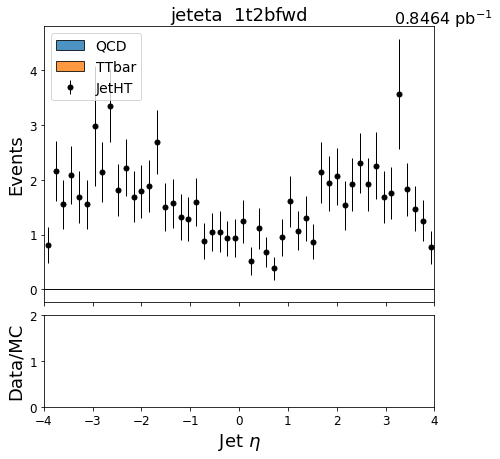 jeteta 1t2bfwd
0.8464 pb⁻¹
QCD
TTbar
JetHT
Events
4
3
2
1
0
Data/MC
2
1
0
−4 −3 −2 −1 0 1 2 3 4
Jet η